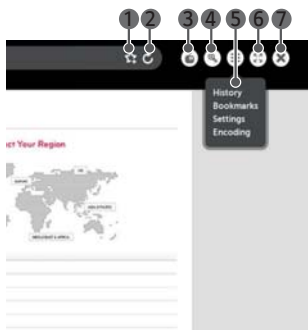 1 2 3 4 5 6 7
History
Bookmarks
Settings
Encoding
ct Your Region